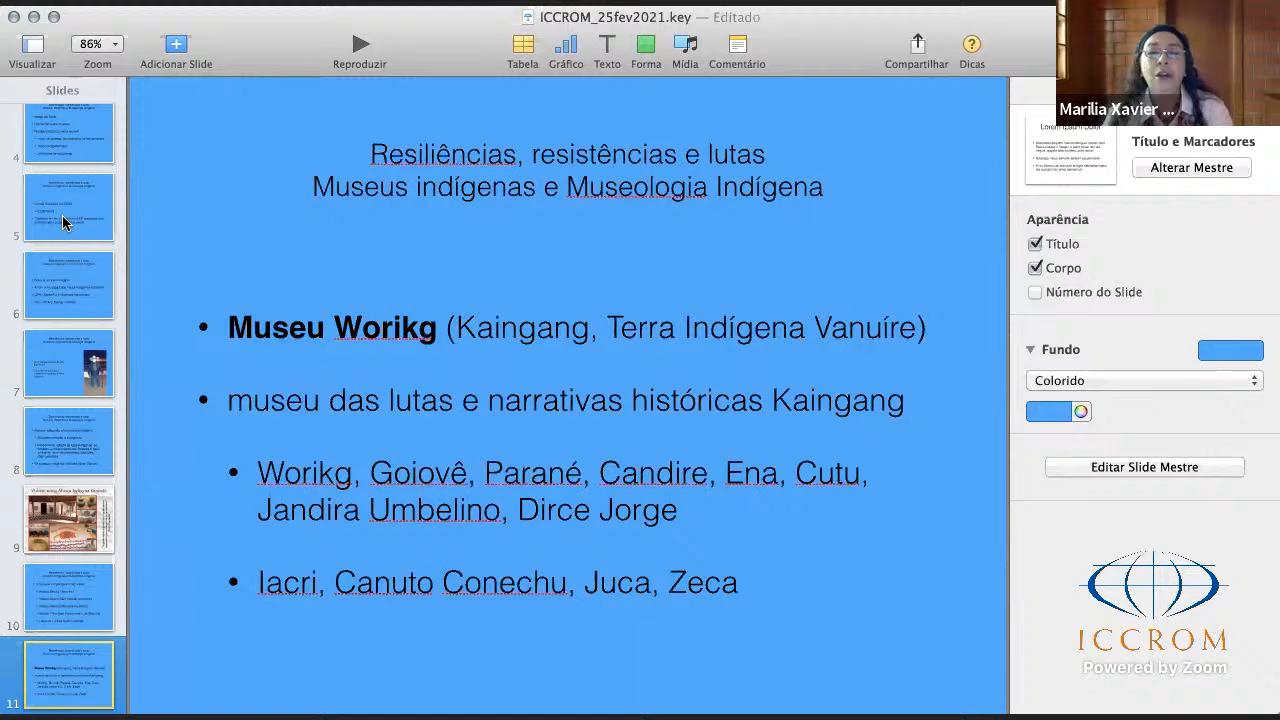 ICCROM_25fev2021.key — Editado
86%
Visualizar
Zoom
Adicionar Slide
Reproduzir
Tabela
Gráfico
Texto
Forma
Mídia
Comentário
Compartilhar
Dicas
Marilia Xavier ...
Slides
4
5
6
7
8
9
10
11
Resiliências, resistências e lutas
Museus indígenas e Museologia Indígena
• Museu Worikg (Kaingang, Terra Indígena Vanuíre)
• museu das lutas e narrativas históricas Kaingang
• Worikg, Goiovê, Parané, Candire, Ena, Cutu,
Jandira Umbelino, Dirce Jorge
• Iacri, Canuto Conechu, Juca, Zeca
Lorem Ipsum Dolor
Título e Marcadores
Alterar Mestre
Aparência
Título
Corpo
Número do Slide
Fundo
Colorido
Editar Slide Mestre
ICCROM
Powered by Zoom